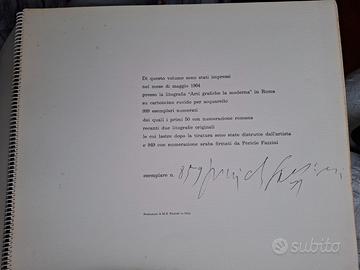 Di questo volume sono stati impressi
nel mese di maggio 1964
presso la litografia "Arti grafiche la moderna" in Roma
su cartoncino ruvido per acquarello
999 esemplari numerati
dei quali i primi 50 con numerazione romana
recanti due litografie originali
le cui lastre dopo la tiratura sono state distrutte dall'artista
e 949 con numerazione araba firmati da Pericle Fazzini
esemplare n. 859 Pericle Fazzini
subito